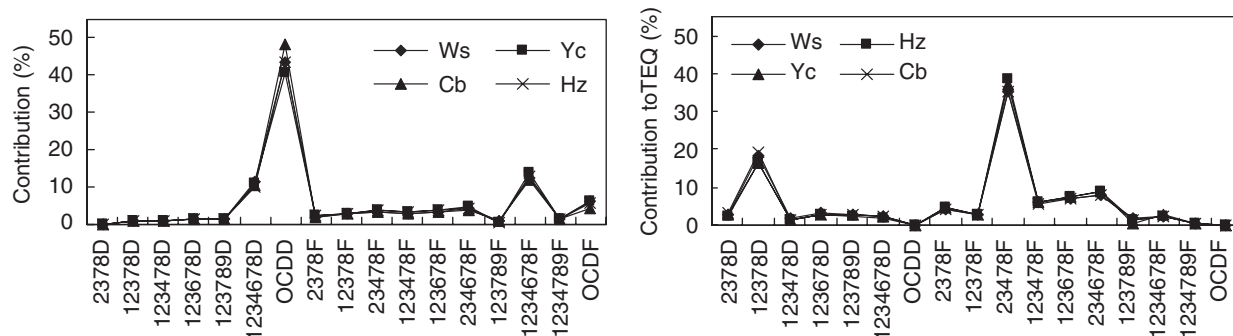 Contribution (%)
50
40
30
20
10
0
Ws
Yc
Cb
Hz
2378D
12378D
123478D
123678D
123789D
1234678D
OCDD
2378F
12378F
23478F
123478F
123678F
234678F
123789F
1234678F
1234789F
OCDF
Contribution toTEQ (%)
50
40
30
20
10
0
Ws
Hz
Yc
Cb
2378D
12378D
123478D
123678D
123789D
1234678D
OCDD
2378F
12378F
23478F
123478F
123678F
234678F
123789F
1234678F
1234789F
OCDF